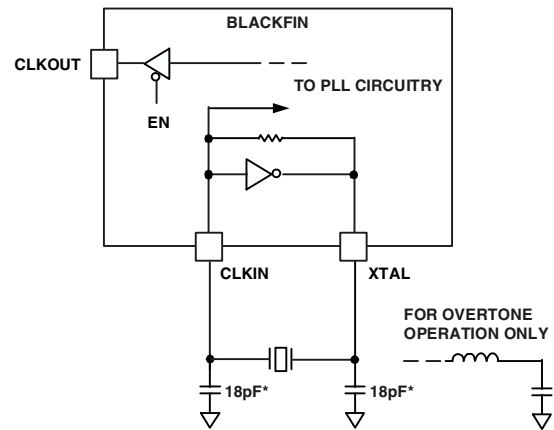 BLACKFIN
CLKOUT
TO PLL CIRCUITRY
EN
CLKIN
XTAL
FOR OVERTONE
OPERATION ONLY
18pF*
18pF*